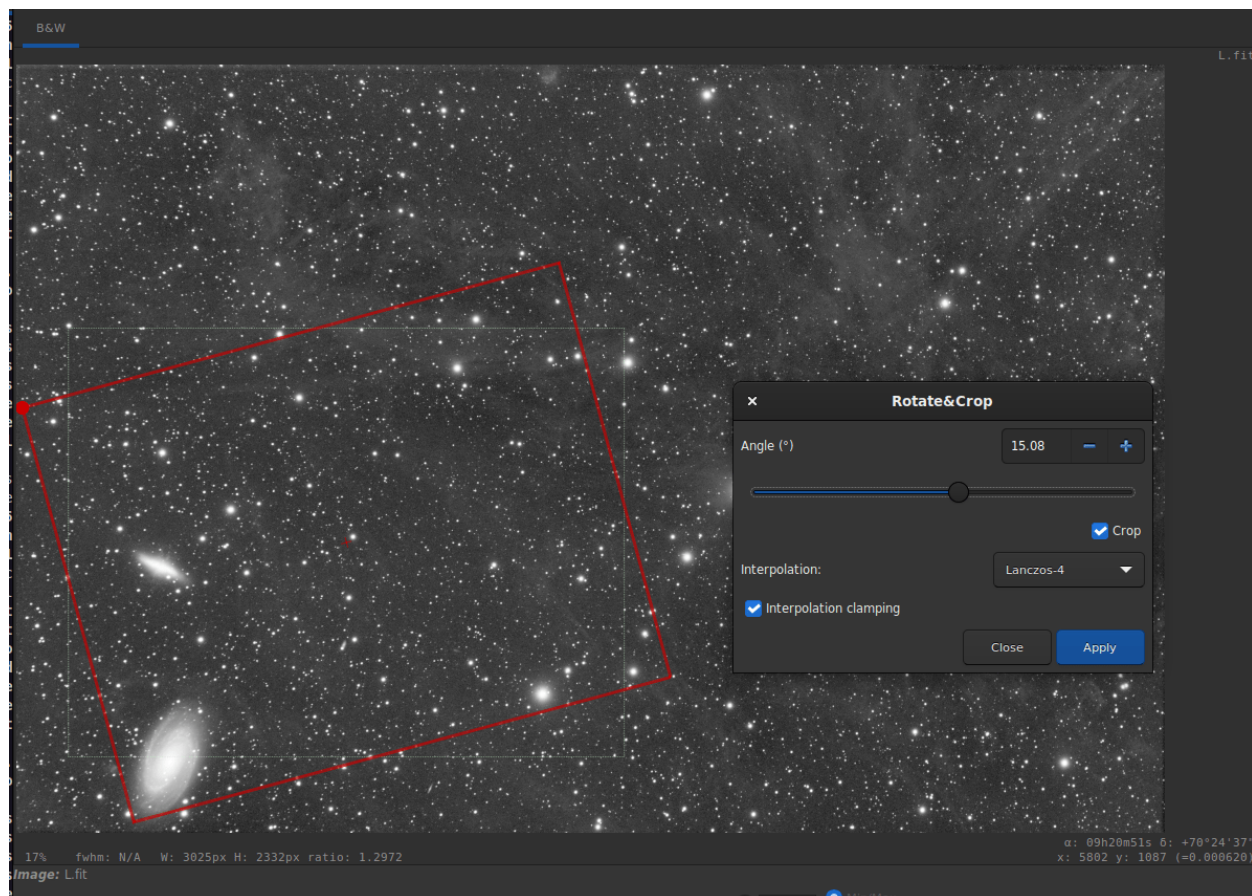 B&W
L.fit
Rotate&Crop
Angle (°)
15.08
Crop
Interpolation:
Lanczos-4
Interpolation clamping
Close
Apply
α: 09h20m51s δ: +70°24'37"
17% fwhm: N/A W: 3025px H: 2332px ratio: 1.2972
x: 5802 y: 1087 (=0.000620)
Image: L.fit